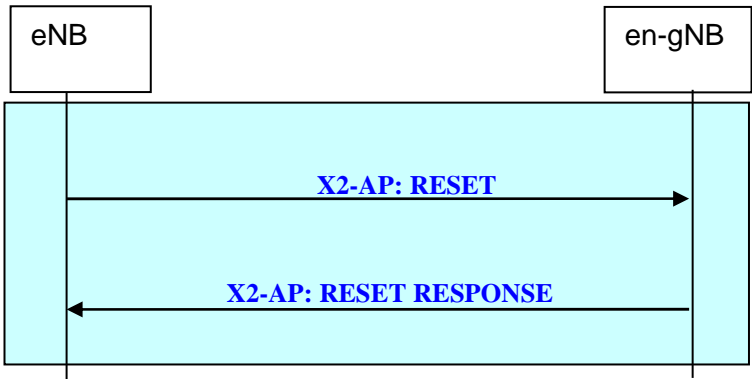 eNB
en-gNB
X2-AP: RESET
X2-AP: RESET RESPONSE